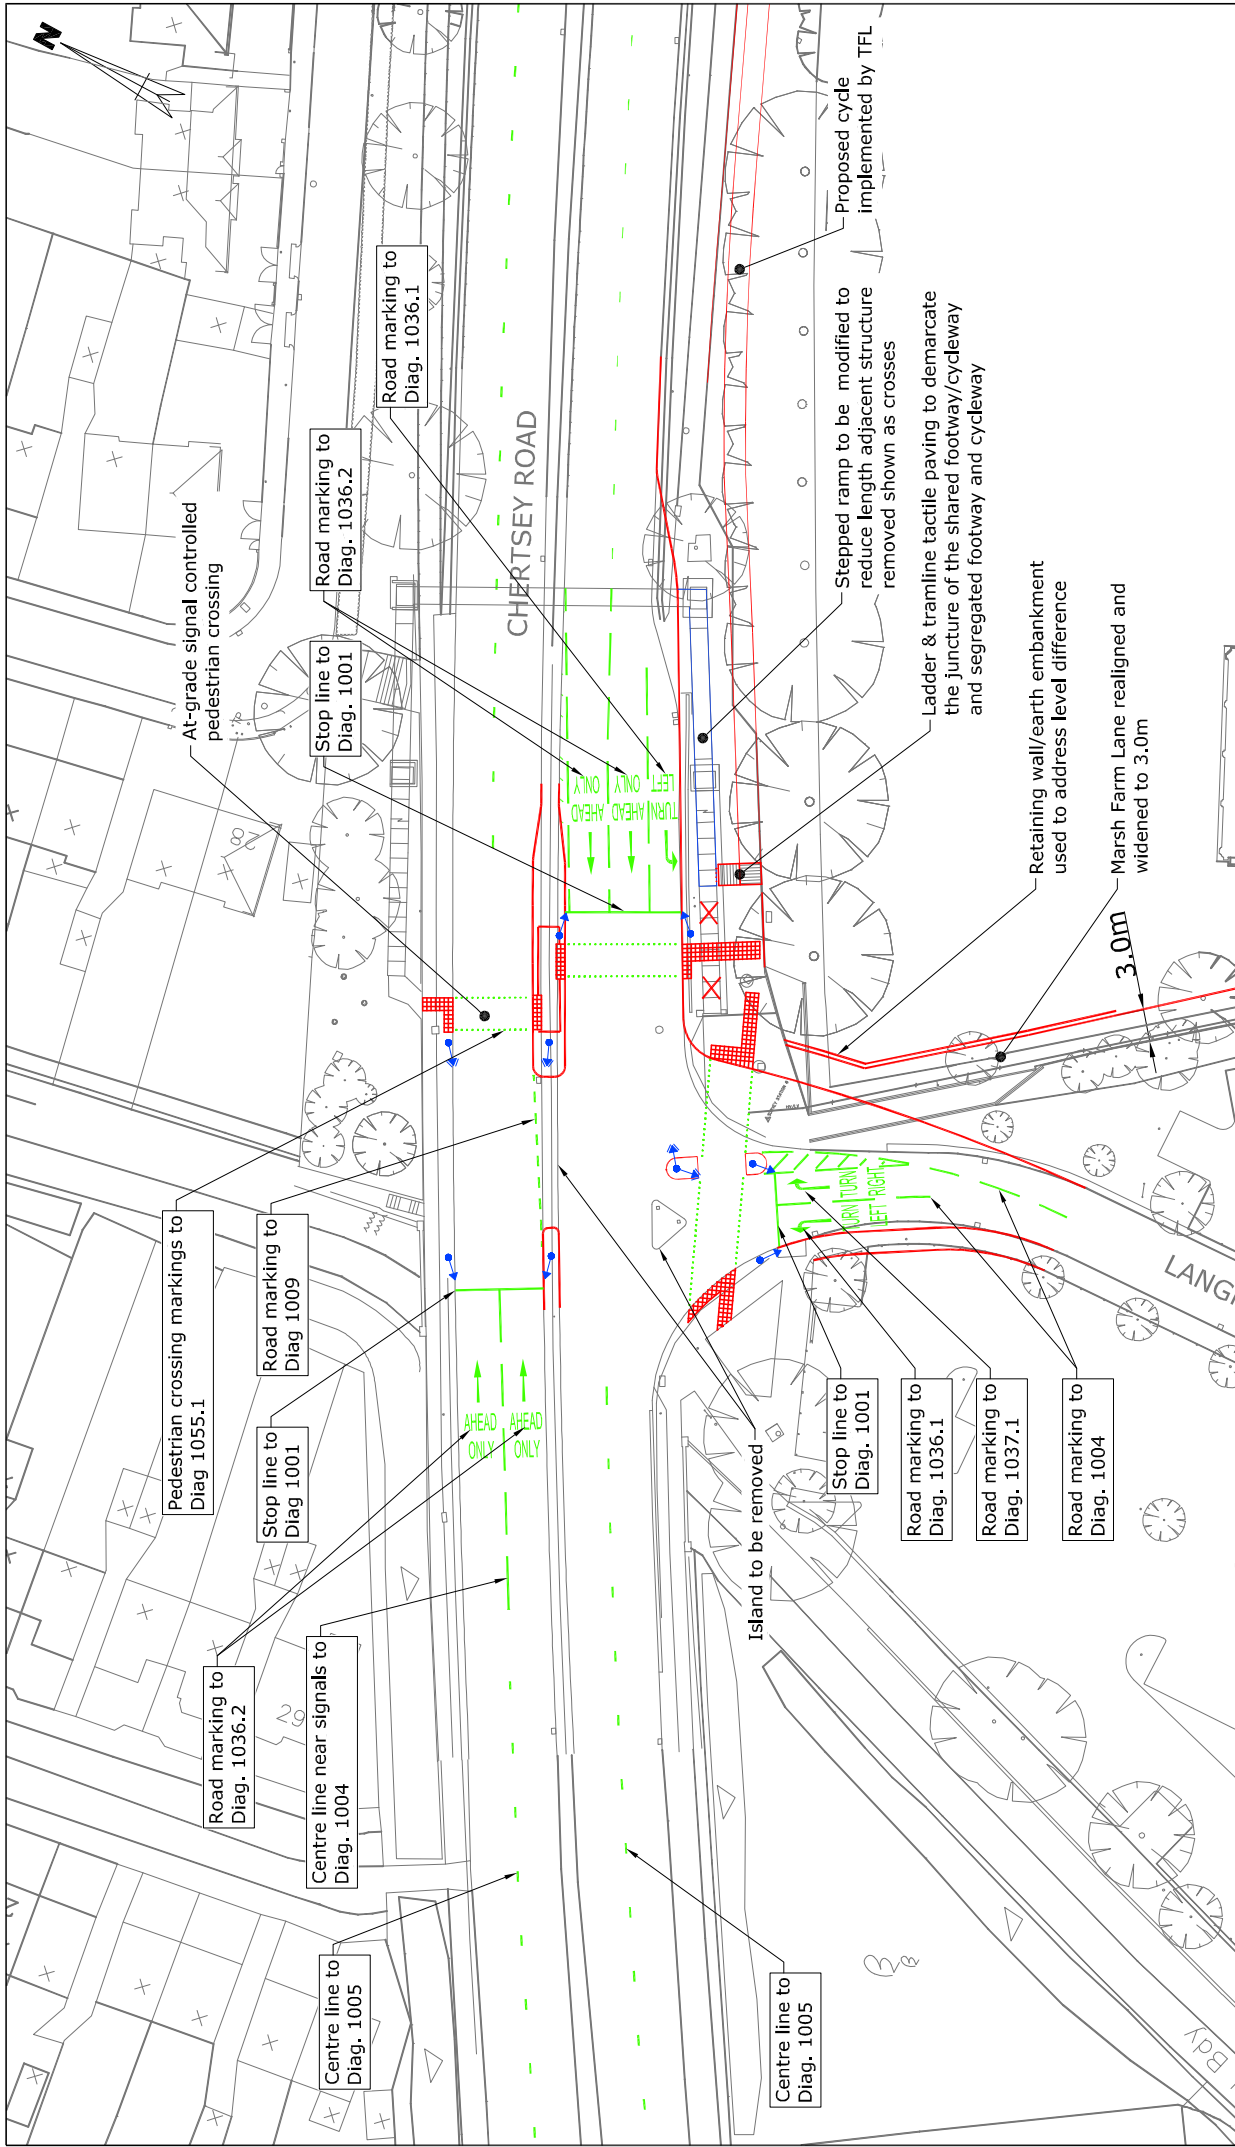 Centre line to
Diag. 1005
Road marking to
Diag. 1036.2
Centre line near signals to
Diag. 1004
Pedestrian crossing markings to
Diag 1055.1
Stop line to
Diag 1001
Road marking to
Diag 1009
At-grade signal controlled
pedestrian crossing
Stop line to
Diag. 1001
Road marking to
Diag. 1036.2
Road marking to
Diag. 1036.1
N
29
87
CHERTSEY ROAD
AHEAD
ONLY
AHEAD
ONLY
AHEAD
ONLY
AHEAD
ONLY
TURN
LEFT
Centre line to
Diag. 1005
Island to be removed
Stop line to
Diag. 1001
Road marking to
Diag. 1036.1
Road marking to
Diag. 1037.1
Road marking to
Diag. 1004
TURN
LEFT
TURN
RIGHT
Proposed cycle
implemented by TFL
Stepped ramp to be modified to
reduce length adjacent structure
removed shown as crosses
Ladder & tramline tactile paving to demarcate
the juncture of the shared footway/cycleway
and segregated footway and cycleway
Retaining wall/earth embankment
used to address level difference
Marsh Farm Lane realigned and
widened to 3.0m
3.0m
LANG
Bdy